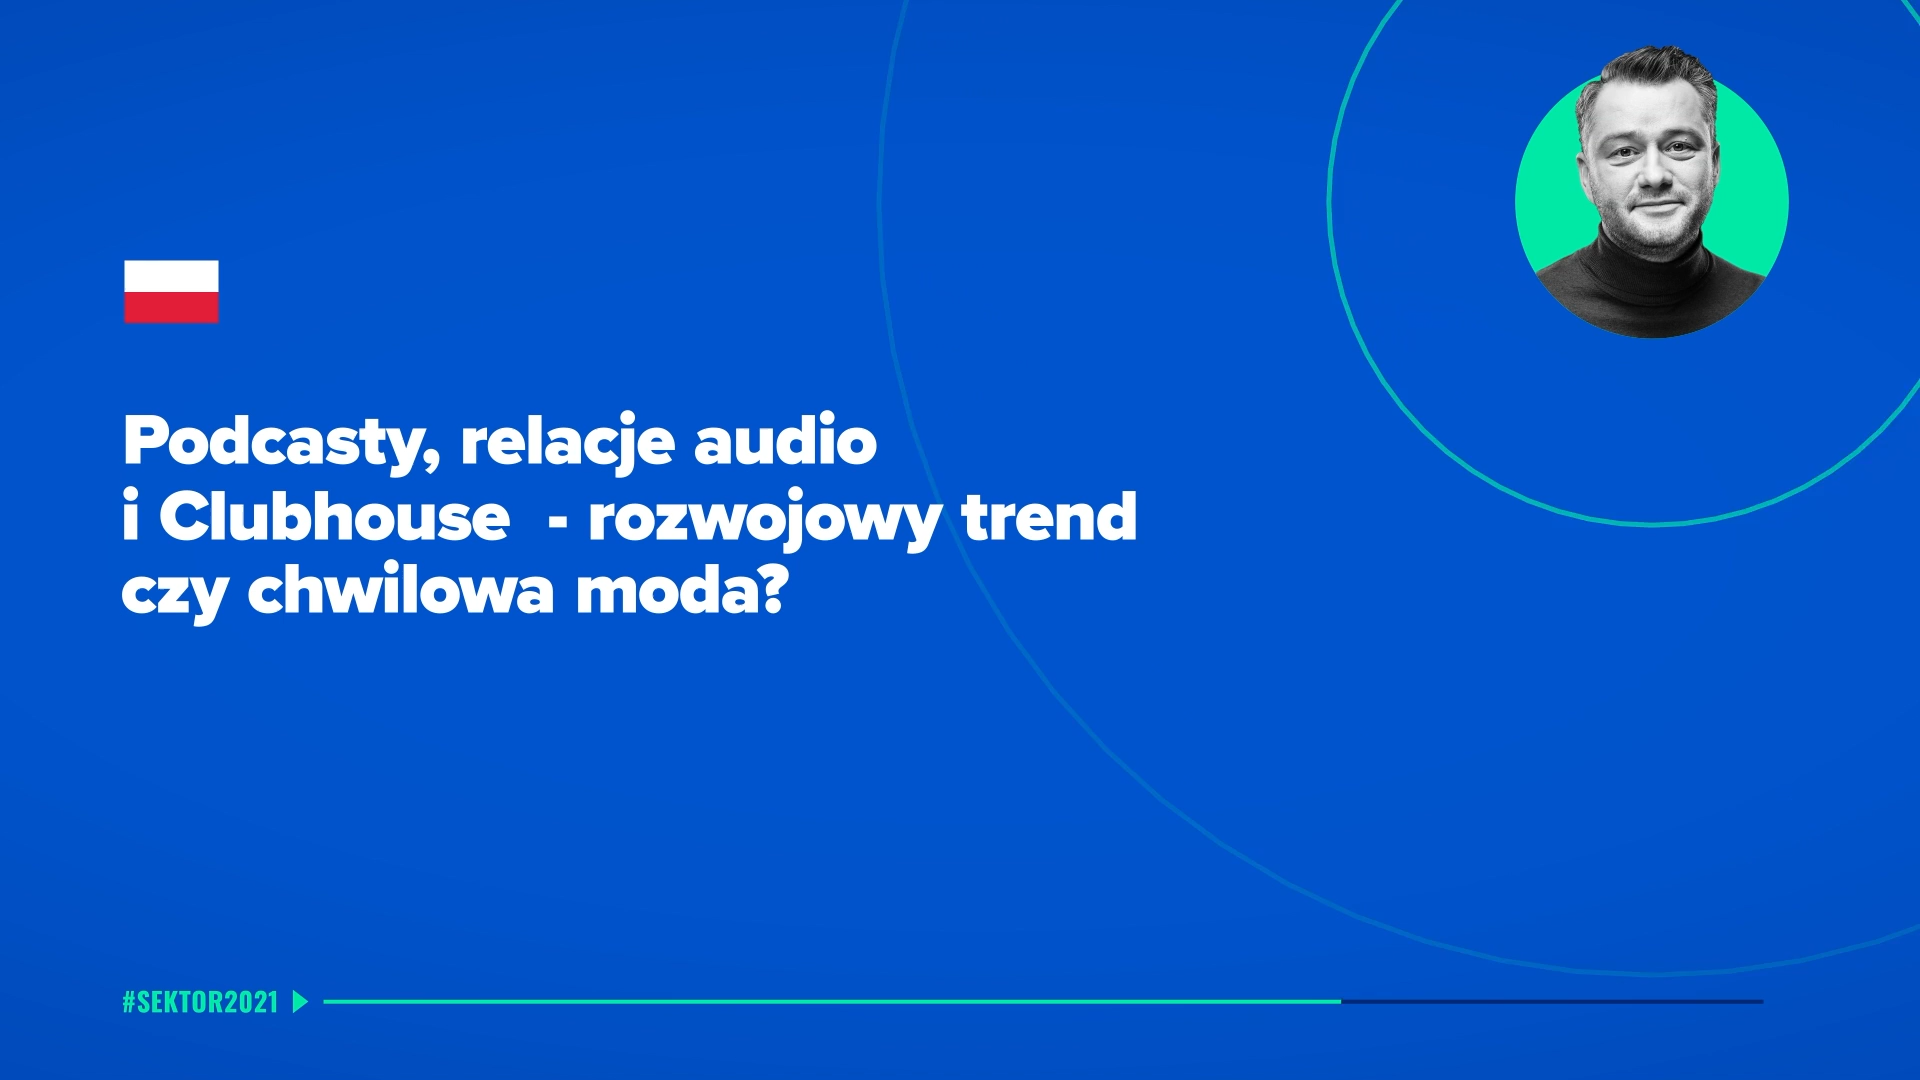 Podcasty, relacje audio
i Clubhouse  - rozwojowy trend
czy chwilowa moda?
#SEKTOR2021